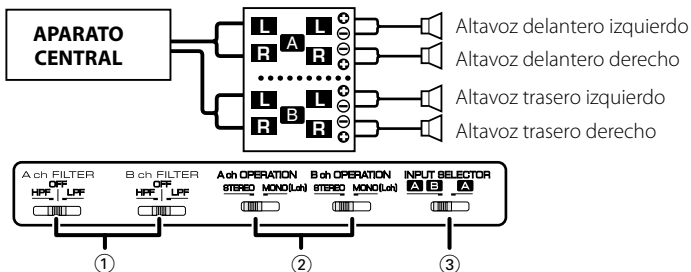 APARATO
CENTRAL
L L ⊕
⊖
A
R R ⊖
⊕
L L ⊕
⊖
B
R R ⊖
⊕
Altavoz delantero izquierdo
Altavoz delantero derecho
Altavoz trasero izquierdo
Altavoz trasero derecho
A ch FILTER B ch FILTER A ch OPERATION B ch OPERATION INPUT SELECTOR
OFF OFF STEREO MONO(Lch) STEREO MONO(Lch) A B A
HPF LPF HPF LPF
① ② ③